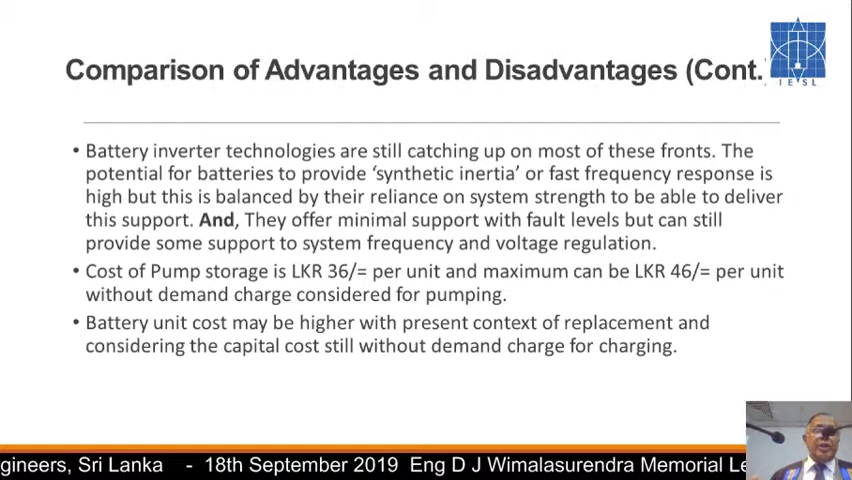 Comparison of Advantages and Disadvantages (Cont.
IESL
• Battery inverter technologies are still catching up on most of these fronts. The
potential for batteries to provide ‘synthetic inertia’ or fast frequency response is
high but this is balanced by their reliance on system strength to be able to deliver
this support. And, They offer minimal support with fault levels but can still
provide some support to system frequency and voltage regulation.
• Cost of Pump storage is LKR 36/= per unit and maximum can be LKR 46/= per unit
without demand charge considered for pumping.
• Battery unit cost may be higher with present context of replacement and
considering the capital cost still without demand charge for charging.
gineers, Sri Lanka - 18th September 2019 Eng D J Wimalasurendra Memorial Le